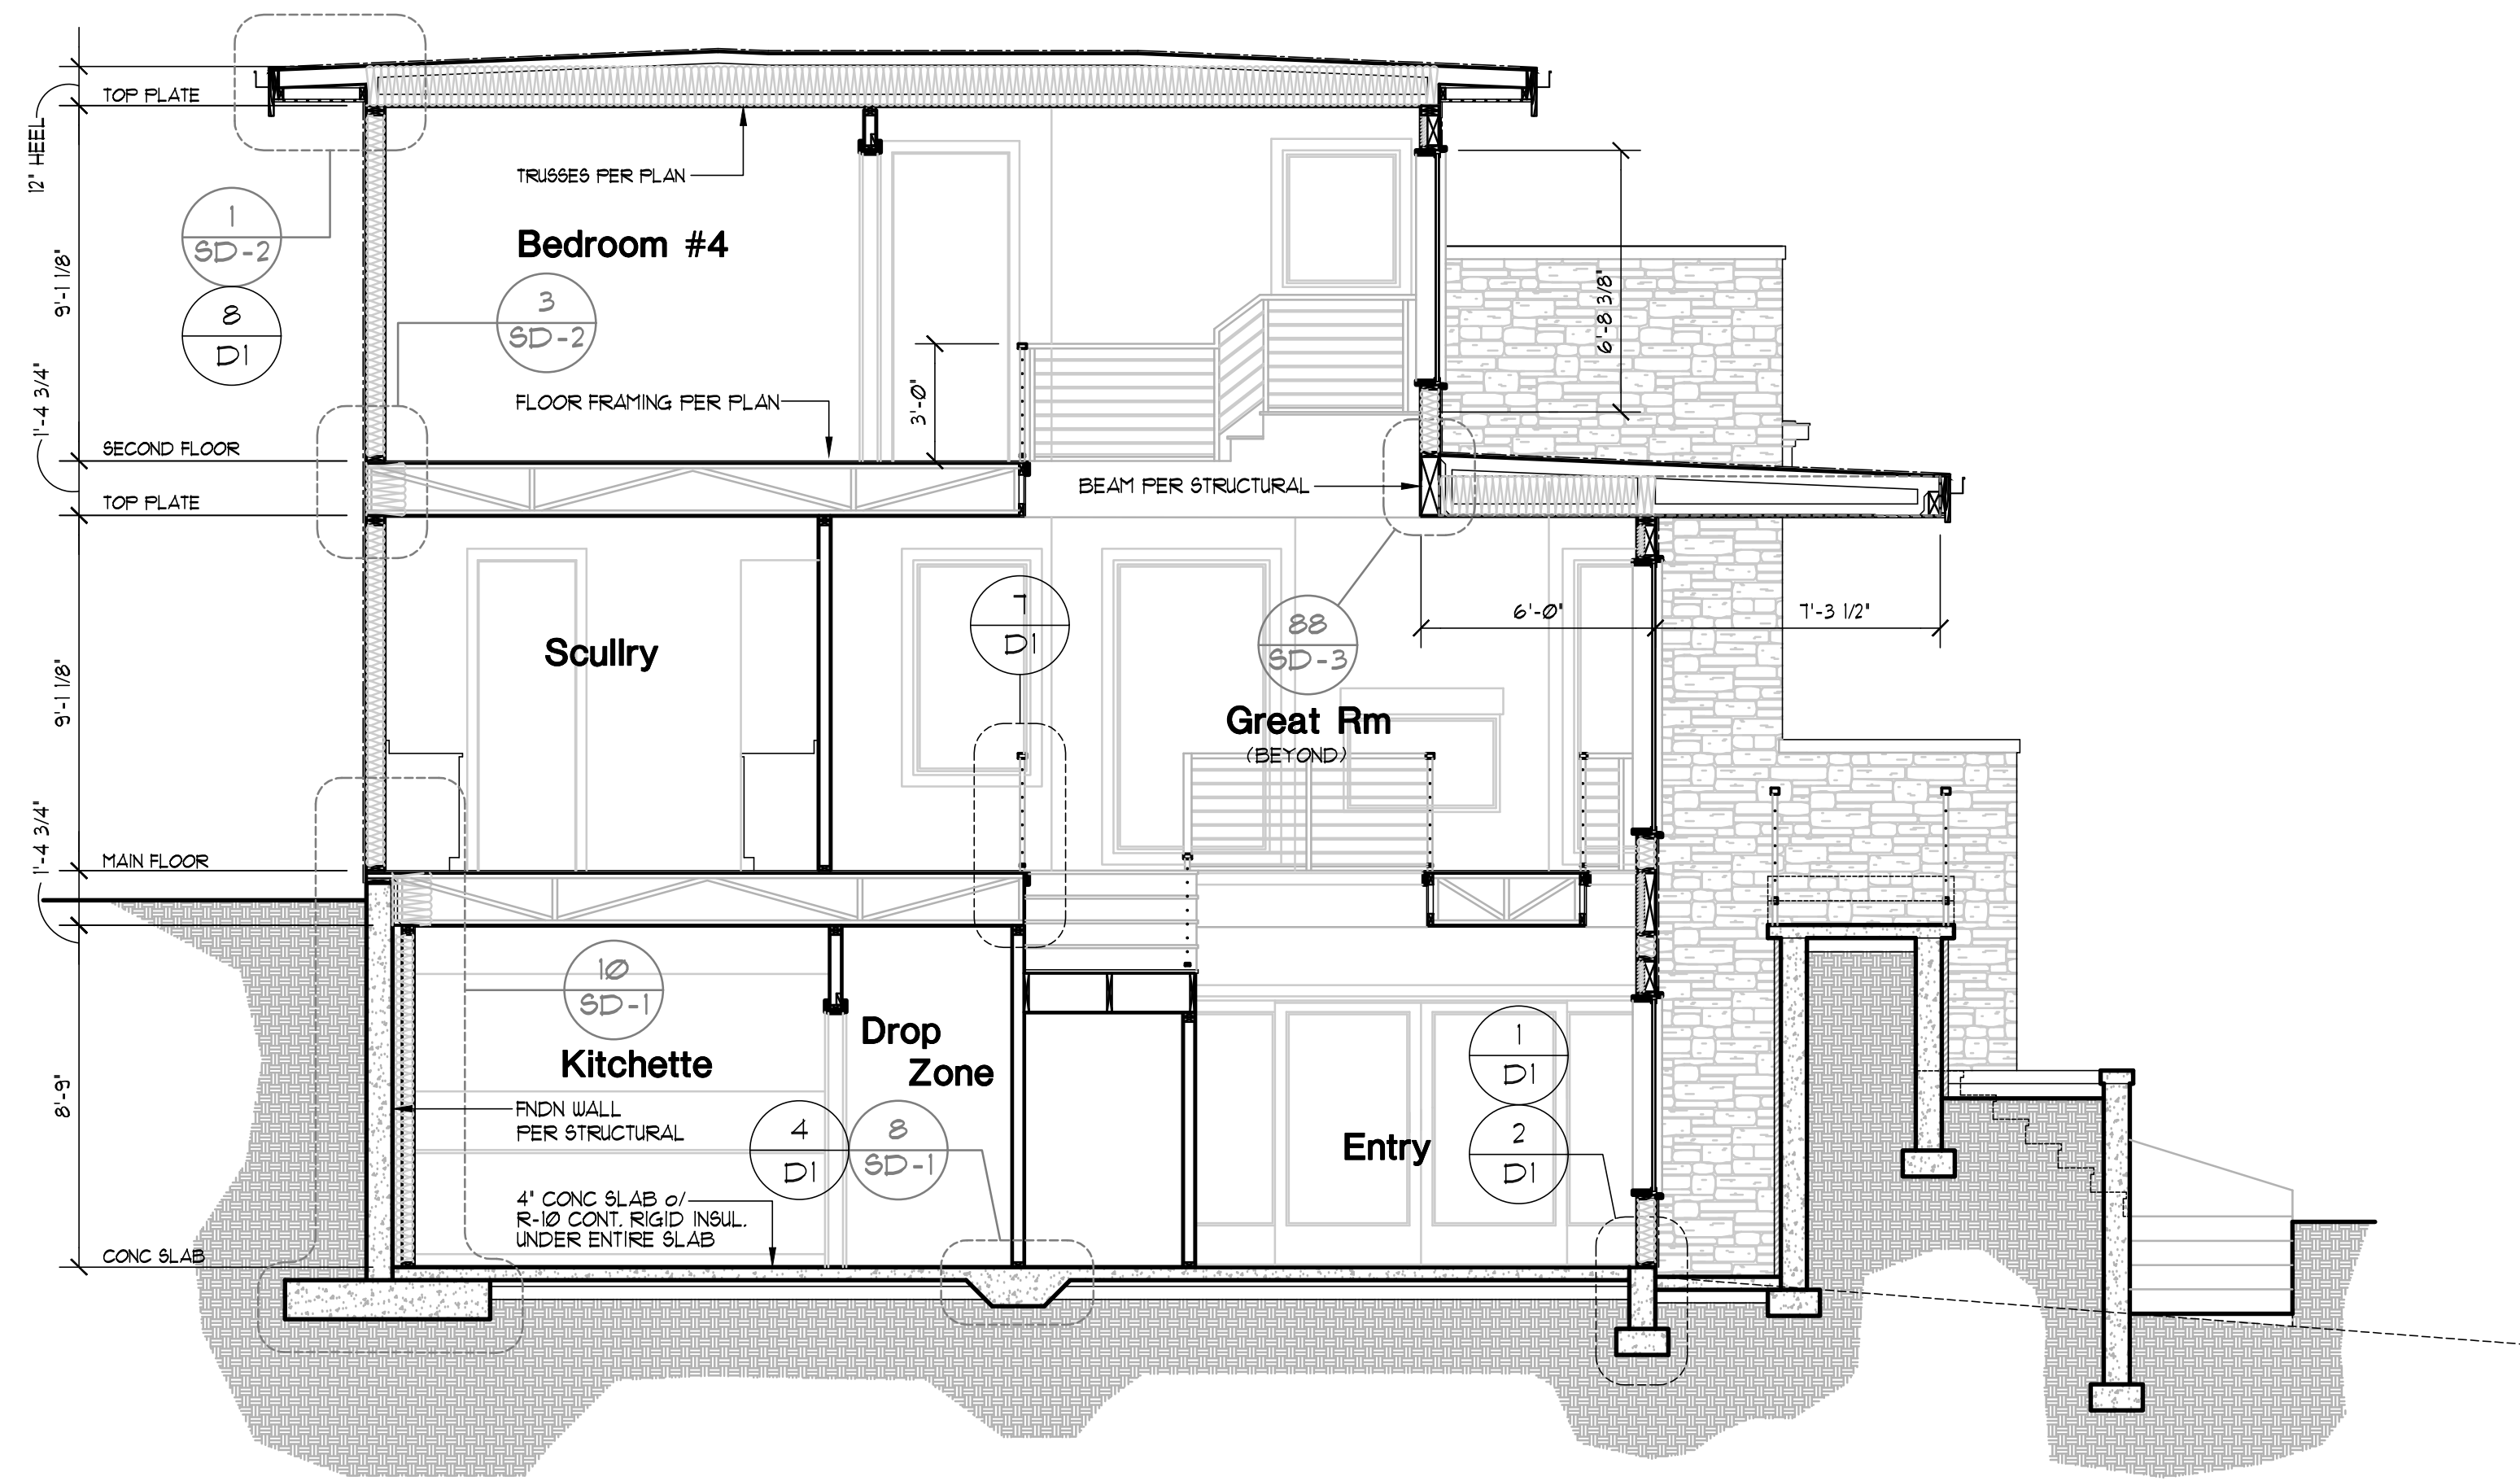 TOP PLATE
12" HEEL
TRUSSES PER PLAN
1
SD-2
Bedroom #4
9'-1 1/8"
3
SD-2
6'-8 3/8"
8
D1
1'-4 3/4"
FLOOR FRAMING PER PLAN
3'-0"
SECOND FLOOR
BEAM PER STRUCTURAL
TOP PLATE
7
D1
88
SD-3
6'-0"
7'-3 1/2"
Scullry
9'-1 1/8"
Great Rm
(BEYOND)
1'-4 3/4"
MAIN FLOOR
10
SD-1
Drop
Zone
Kitchette
1
D1
8'-9"
FNDN WALL
PER STRUCTURAL
4
D1
8
SD-1
Entry
2
D1
4" CONC SLAB o/
R-10 CONT. RIGID INSUL.
UNDER ENTIRE SLAB
CONC SLAB